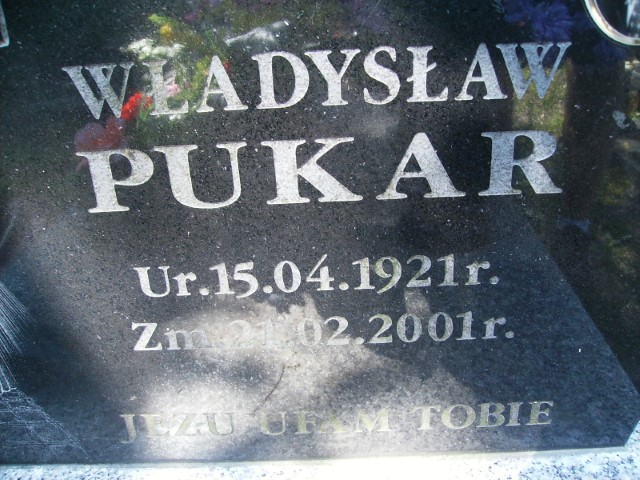 WŁADYSŁAW
PUKAR
Ur.15.04.1921r.
Zm.21.02.2001r.
JEZU UFAM TOBIE